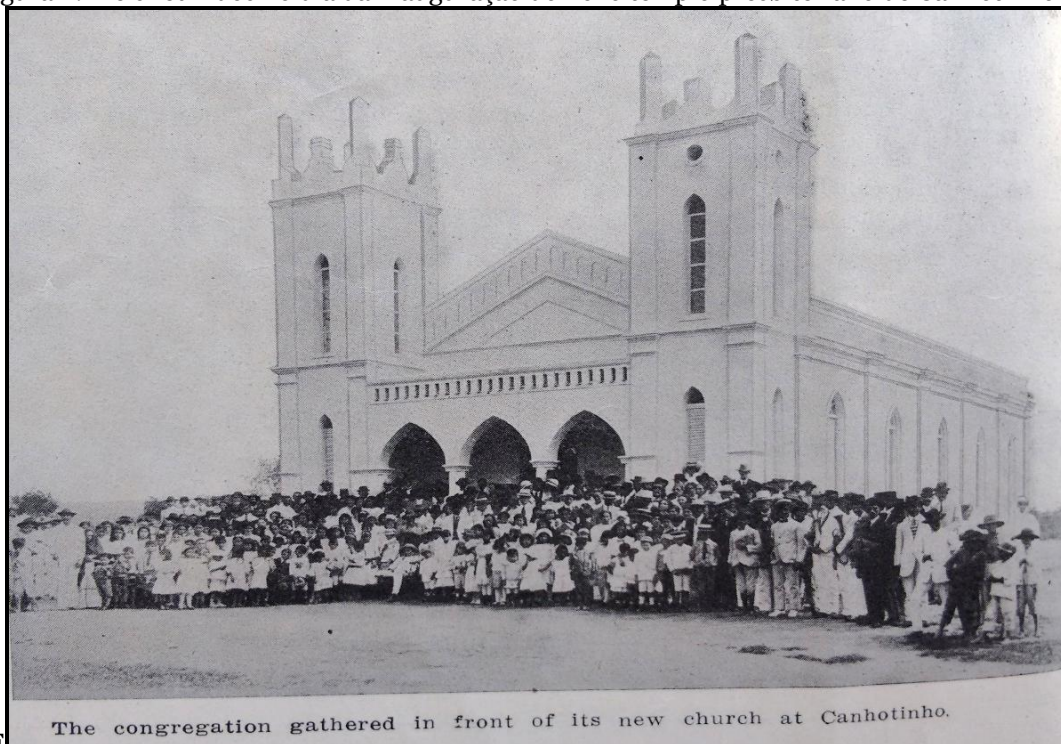 The congregation gathered in front of its new church at Canhotinho.